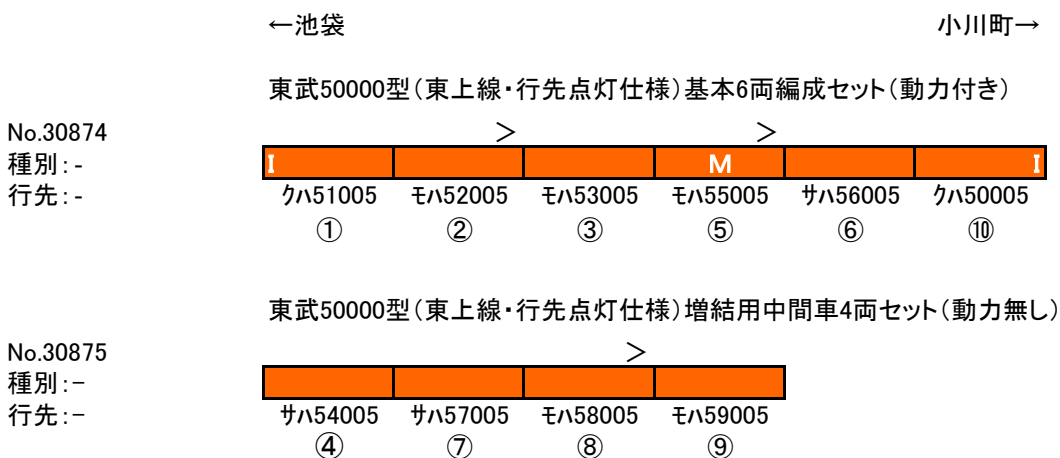 ←池袋 小川町→
東武50000型(東上線・行先点灯仕様)基本6両編成セット(動力付き)
No.30874 > >
種別:- I M I
行先:- クハ51005 モハ52005 モハ53005 モハ55005 サハ56005 クハ50005
① ② ③ ⑤ ⑥ ⑩
東武50000型(東上線・行先点灯仕様)増結用中間車4両セット(動力無し)
No.30875 >
種別:-
行先:- サハ54005 サハ57005 モハ58005 モハ59005
④ ⑦ ⑧ ⑨